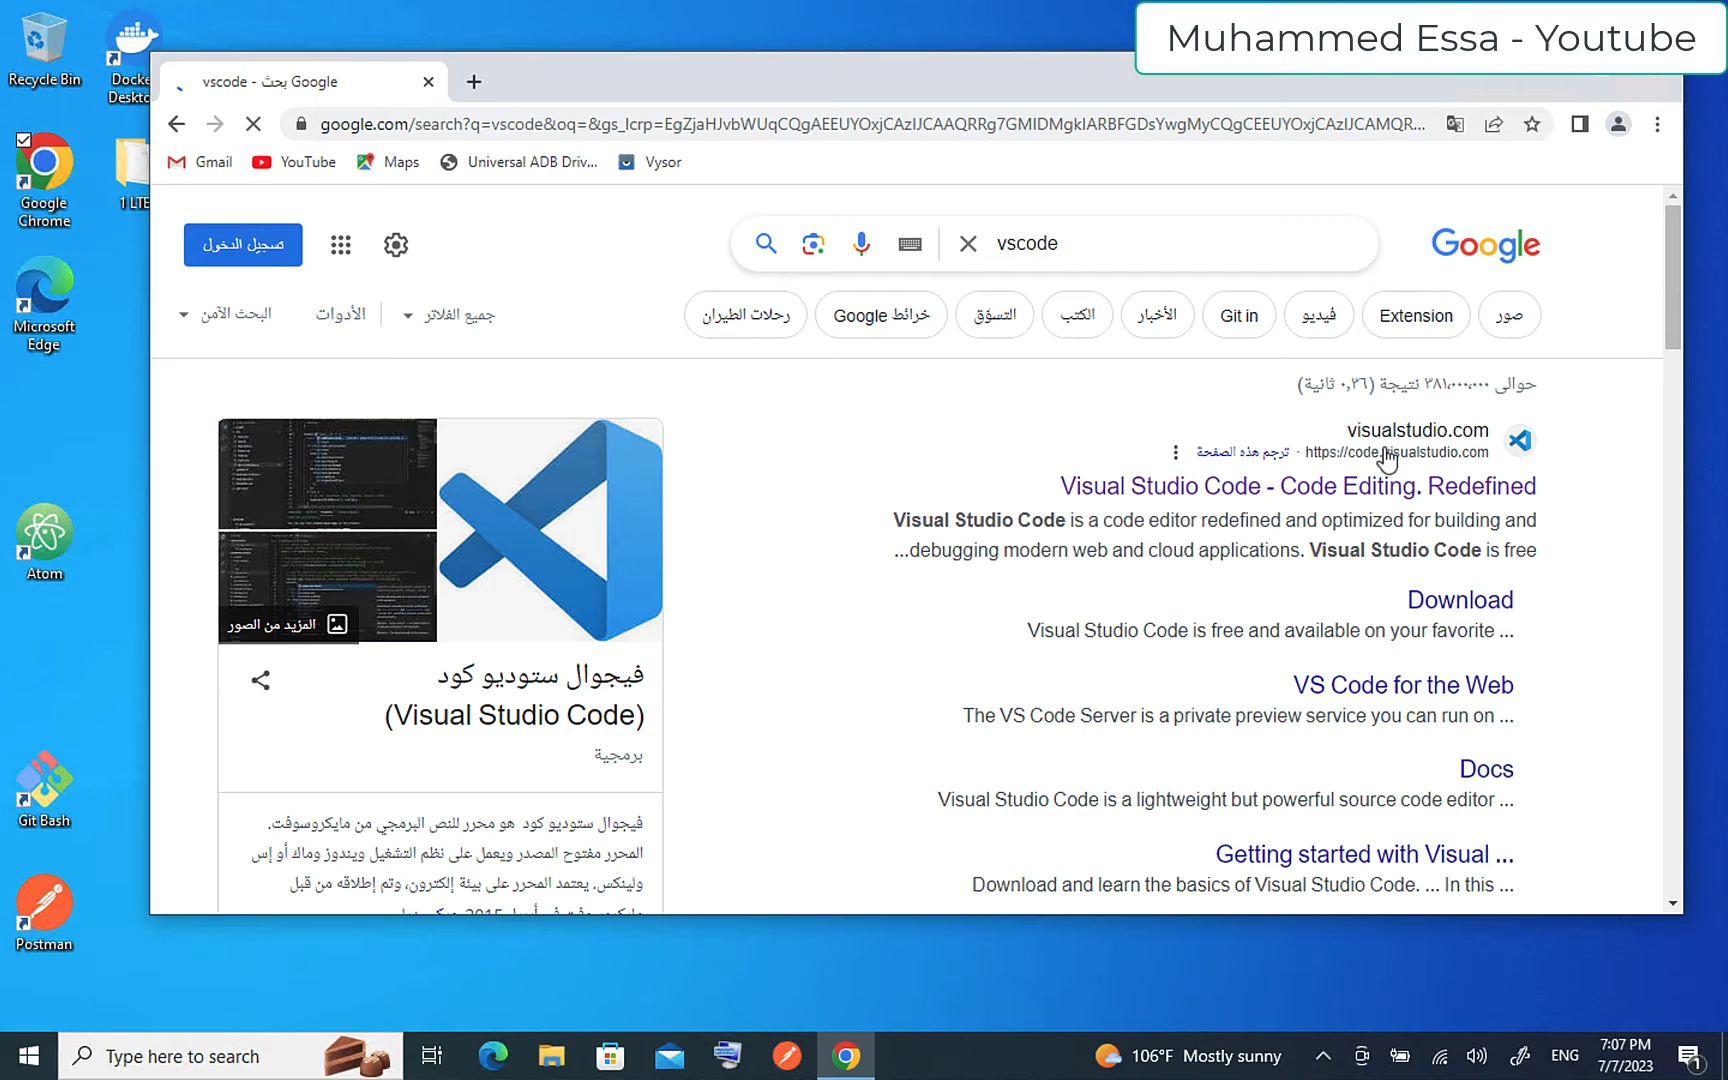 Muhammed Essa - Youtube
Recycle Bin
Docke
Deskto
Google
Chrome
1 LTE
Microsoft
Edge
Atom
Git Bash
Postman
vscode - بحث Google
google.com/search?q=vscode&oq=&gs_lcrp=EgZjaHJvbWUqCQgAEEUYOxjCAzIJCAAQRRg7GMIDMgkIARBFGDsYwgMyCQgCEEUYOxjCAzIJCAMQR...
Gmail YouTube Maps Universal ADB Driv... Vysor
تسجيل الدخول
vscode
Google
صور Extension فيديو Git in الأخبار الكتب التسوّق خرائط Google رحلات الطيران
جميع الفلاتر الأدوات البحث الآمن
حوالى ٣٨١,٠٠٠,٠٠٠ نتيجة (٠,٣٦ ثانية)
visualstudio.com
https://code.visualstudio.com · ترجم هذه الصفحة
Visual Studio Code - Code Editing. Redefined
Visual Studio Code is a code editor redefined and optimized for building and
...debugging modern web and cloud applications. Visual Studio Code is free
Download
Visual Studio Code is free and available on your favorite ...
VS Code for the Web
The VS Code Server is a private preview service you can run on ...
Docs
Visual Studio Code is a lightweight but powerful source code editor ...
Getting started with Visual ...
Download and learn the basics of Visual Studio Code. ... In this ...
المزيد من الصور
فيجوال ستوديو كود
(Visual Studio Code)
برمجية
فيجوال ستوديو كود هو محرر للنص البرمجي من مايكروسوفت.
المحرر مفتوح المصدر ويعمل على نظم التشغيل ويندوز وماك أو إس
ولينكس. يعتمد المحرر على بيئة إلكترون، وتم إطلاقه من قبل
Type here to search
106°F Mostly sunny
ENG
7:07 PM
7/7/2023
1